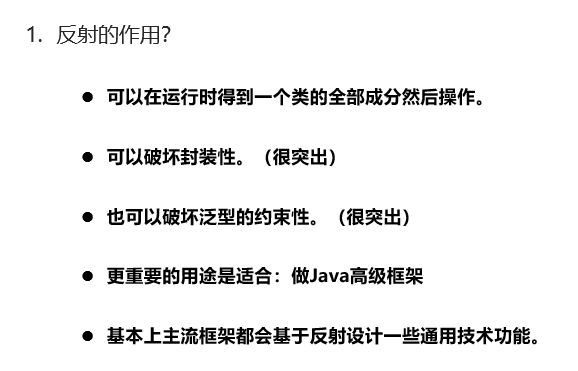 1. 反射的作用？
● 可以在运行时得到一个类的全部成分然后操作。
● 可以破坏封装性。（很突出）
● 也可以破坏泛型的约束性。（很突出）
● 更重要的用途是适合：做Java高级框架
● 基本上主流框架都会基于反射设计一些通用技术功能。